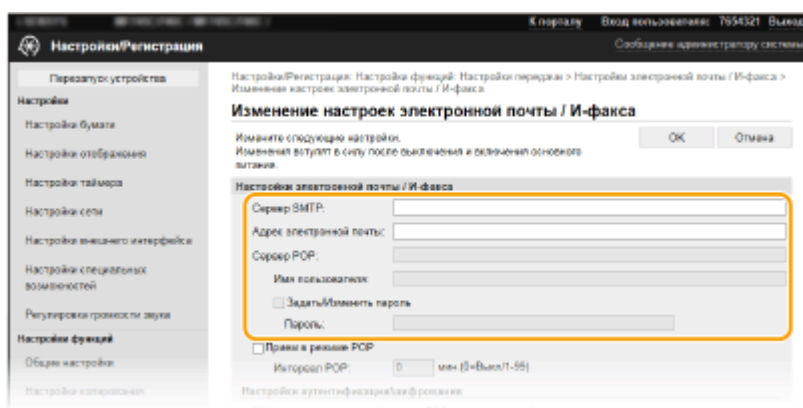 К порталу Вход пользователя: 7654321 Выход
Настройки/Регистрация
Сообщение администратору системы
Перезапуск устройства
Настройки
Настройки бумаги
Настройки отображения
Настройки таймера
Настройки сети
Настройки внешнего интерфейса
Настройки специальных
возможностей
Регулировка громкости звука
Настройки функций
Общие настройки
Настройки копирования
Настройки/Регистрация: Настройки функций: Настройки передачи > Настройки электронной почты / И-факса >
Изменение настроек электронной почты / И-факса
Изменение настроек электронной почты / И-факса
Измените следующие настройки.
Изменения вступят в силу после выключения и включения основного
питания.
OK Отмена
Настройки электронной почты / И-факса
Сервер SMTP:
Адрес электронной почты:
Сервер POP:
Имя пользователя:
Задать/Изменить пароль
Пароль:
Прием в режиме POP
Интервал POP: 0 мин (0=Выкл/1-99)
Настройки аутентификации/шифрования